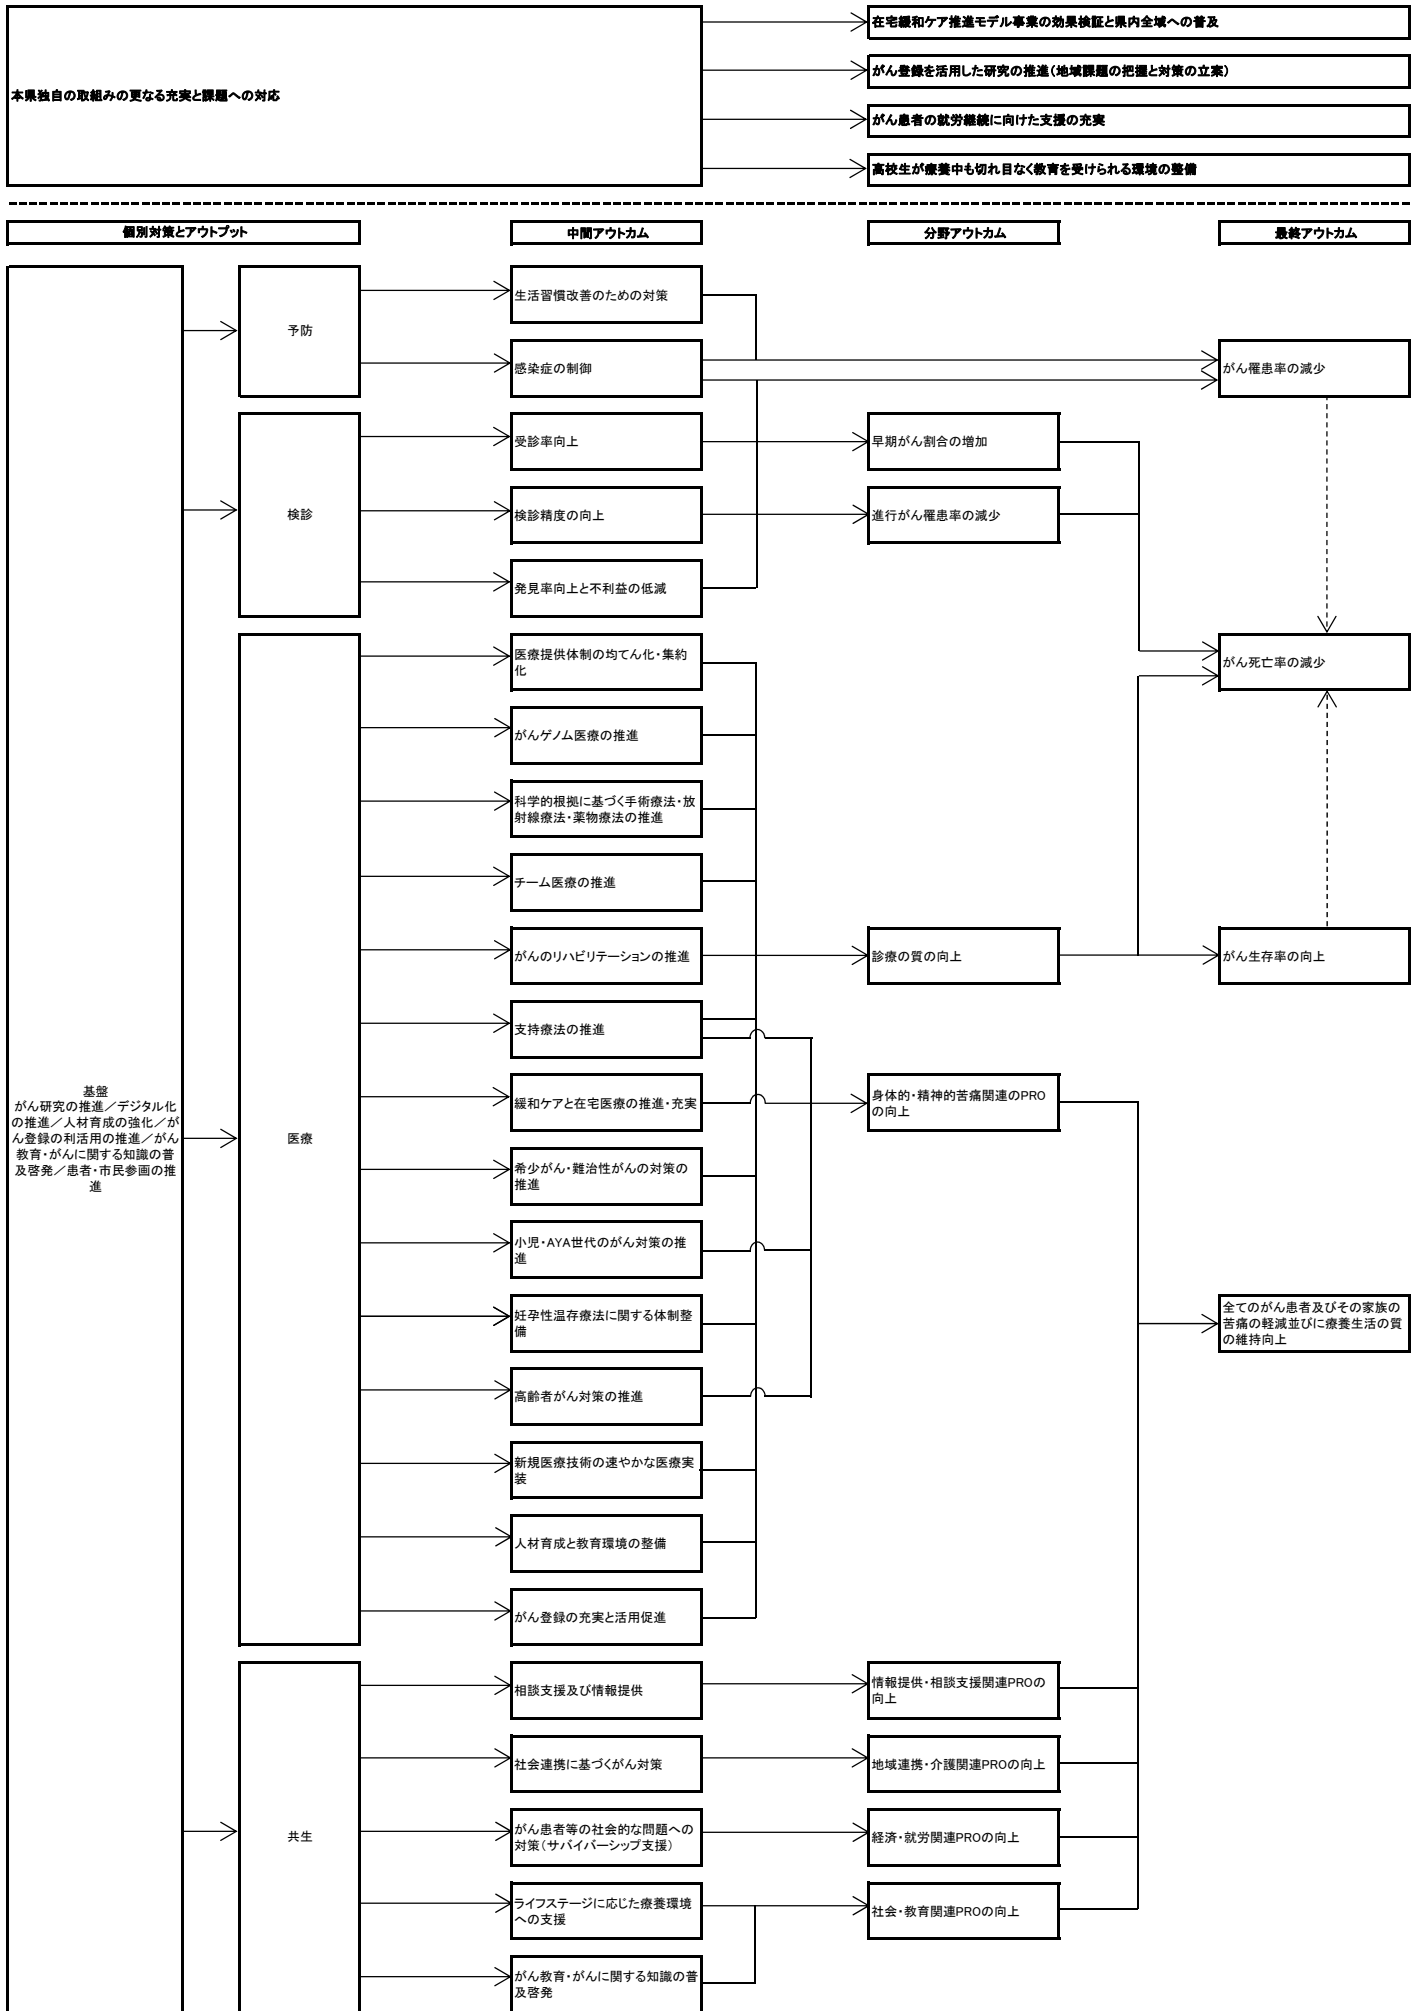 在宅緩和ケア推進モデル事業の効果検証と県内全域への普及
がん登録を活用した研究の推進（地域課題の把握と対策の立案）
本県独自の取組みの更なる充実と課題への対応
がん患者の就労継続に向けた支援の充実
高校生が療養中も切れ目なく教育を受けられる環境の整備
個別対策とアウトプット
中間アウトカム
分野アウトカム
最終アウトカム
基盤
がん研究の推進／デジタル化
の推進／人材育成の強化／が
ん登録の利活用の推進／がん
教育・がんに関する知識の普
及啓発／患者・市民参画の推
進
予防
生活習慣改善のための対策
感染症の制御
がん罹患率の減少
検診
受診率向上
早期がん割合の増加
検診精度の向上
進行がん罹患率の減少
発見率向上と不利益の低減
医療
医療提供体制の均てん化・集約
化
がん死亡率の減少
がんゲノム医療の推進
科学的根拠に基づく手術療法・放
射線療法・薬物療法の推進
チーム医療の推進
がんのリハビリテーションの推進
診療の質の向上
がん生存率の向上
支持療法の推進
緩和ケアと在宅医療の推進・充実
身体的・精神的苦痛関連のPRO
の向上
希少がん・難治性がんの対策の
推進
小児・AYA世代のがん対策の推
進
妊孕性温存療法に関する体制整
備
全てのがん患者及びその家族の
苦痛の軽減並びに療養生活の質
の維持向上
高齢者がん対策の推進
新規医療技術の速やかな医療実
装
人材育成と教育環境の整備
がん登録の充実と活用促進
共生
相談支援及び情報提供
情報提供・相談支援関連PROの
向上
社会連携に基づくがん対策
地域連携・介護関連PROの向上
がん患者等の社会的な問題への
対策（サバイバーシップ支援）
経済・就労関連PROの向上
ライフステージに応じた療養環境
への支援
社会・教育関連PROの向上
がん教育・がんに関する知識の普
及啓発